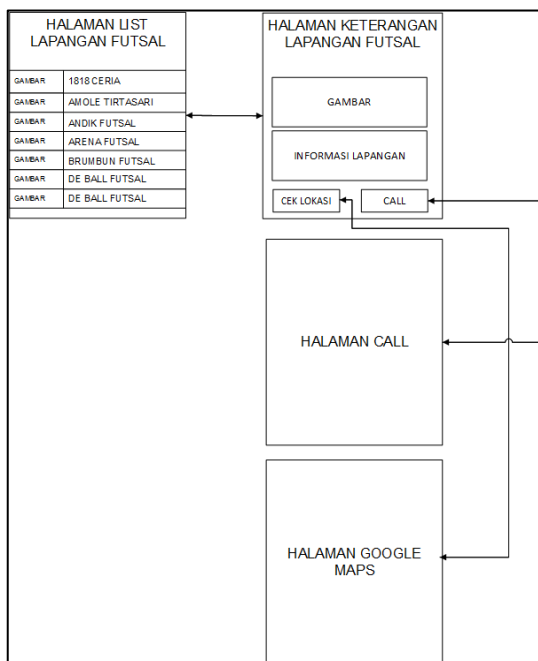 HALAMAN LIST
LAPANGAN FUTSAL
GAMBAR 1818 CERIA
GAMBAR AMOLE TIRTASARI
GAMBAR ANDIK FUTSAL
GAMBAR ARENA FUTSAL
GAMBAR BRUMBUN FUTSAL
GAMBAR DE BALL FUTSAL
GAMBAR DE BALL FUTSAL
HALAMAN KETERANGAN
LAPANGAN FUTSAL
GAMBAR
INFORMASI LAPANGAN
CEK LOKASI CALL
HALAMAN CALL
HALAMAN GOOGLE
MAPS